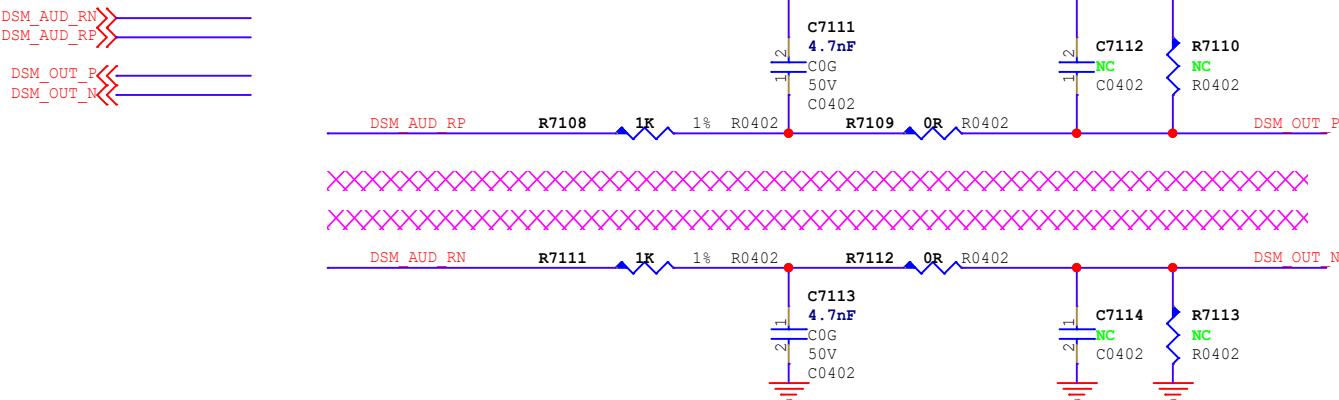 DSM_AUD_RN
DSM_AUD_RP
DSM_OUT_P
DSM_OUT_N
C7111
4.7nF
C0G
50V
C0402
2
1
C7112
NC
C0402
2
1
R7110
NC
R0402
DSM_AUD_RP R7108 1K 1% R0402 R7109 0R R0402 DSM_OUT_P
DSM_AUD_RN R7111 1K 1% R0402 R7112 0R R0402 DSM_OUT_N
C7113
4.7nF
C0G
50V
C0402
1
2
C7114
NC
C0402
1
2
R7113
NC
R0402